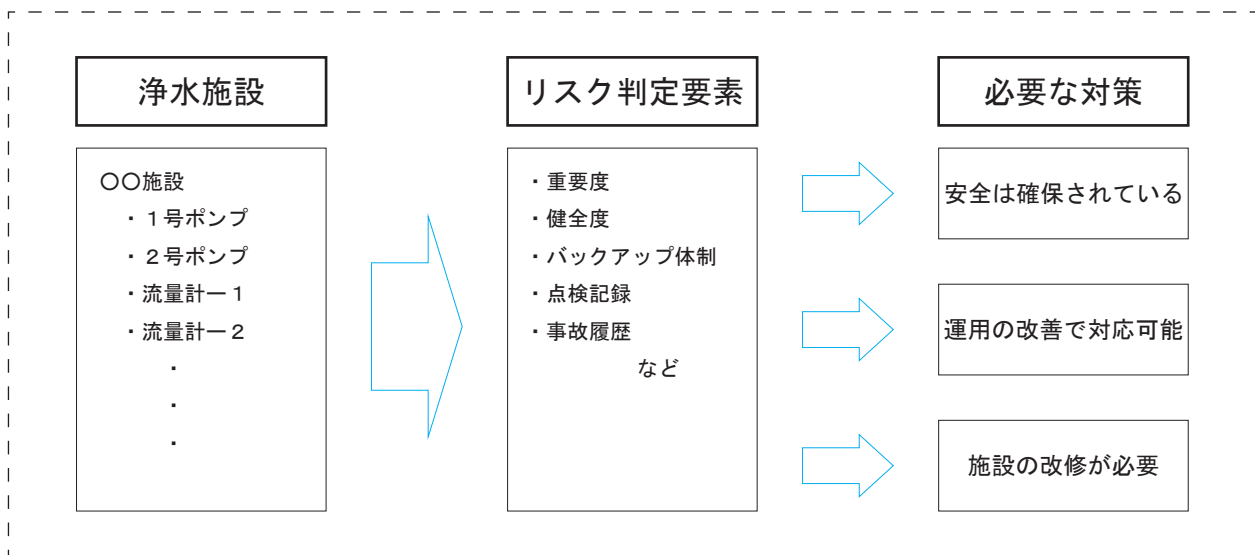 浄水施設
〇〇施設
・１号ポンプ
・２号ポンプ
・流量計ー１
・流量計ー２
・
・
・
リスク判定要素
・重要度
・健全度
・バックアップ体制
・点検記録
・事故履歴
など
必要な対策
安全は確保されている
運用の改善で対応可能
施設の改修が必要